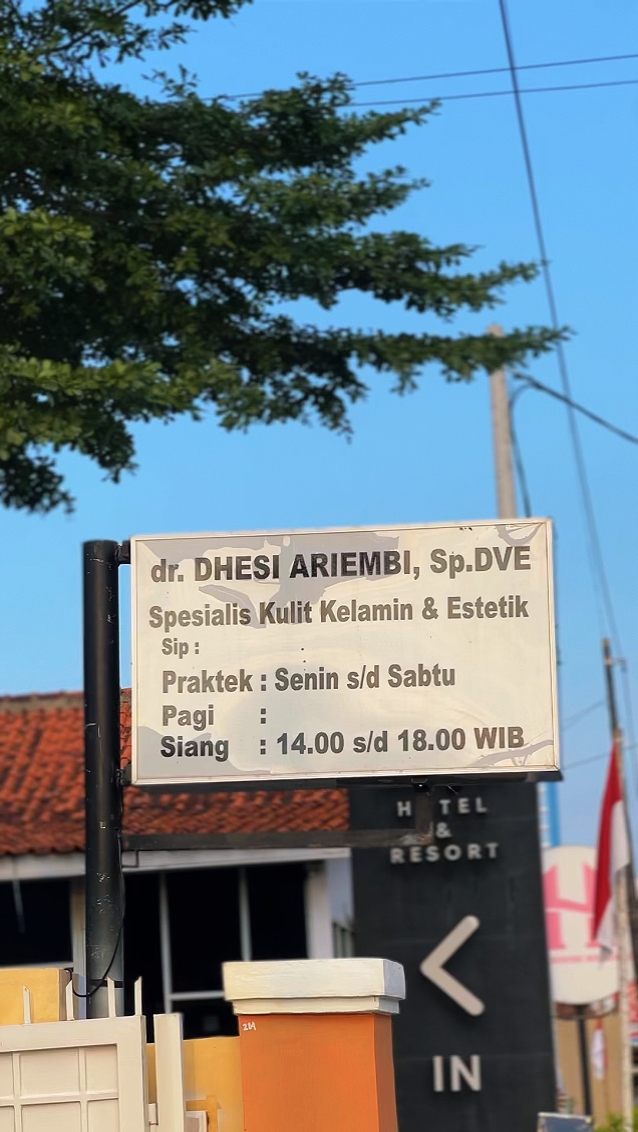 dr. DHESI ARIEMBI, Sp.DVE
Spesialis Kulit Kelamin & Estetik
Sip :
Praktek : Senin s/d Sabtu
Pagi :
Siang : 14.00 s/d 18.00 WIB
HOTEL
&
RESORT
<
IN